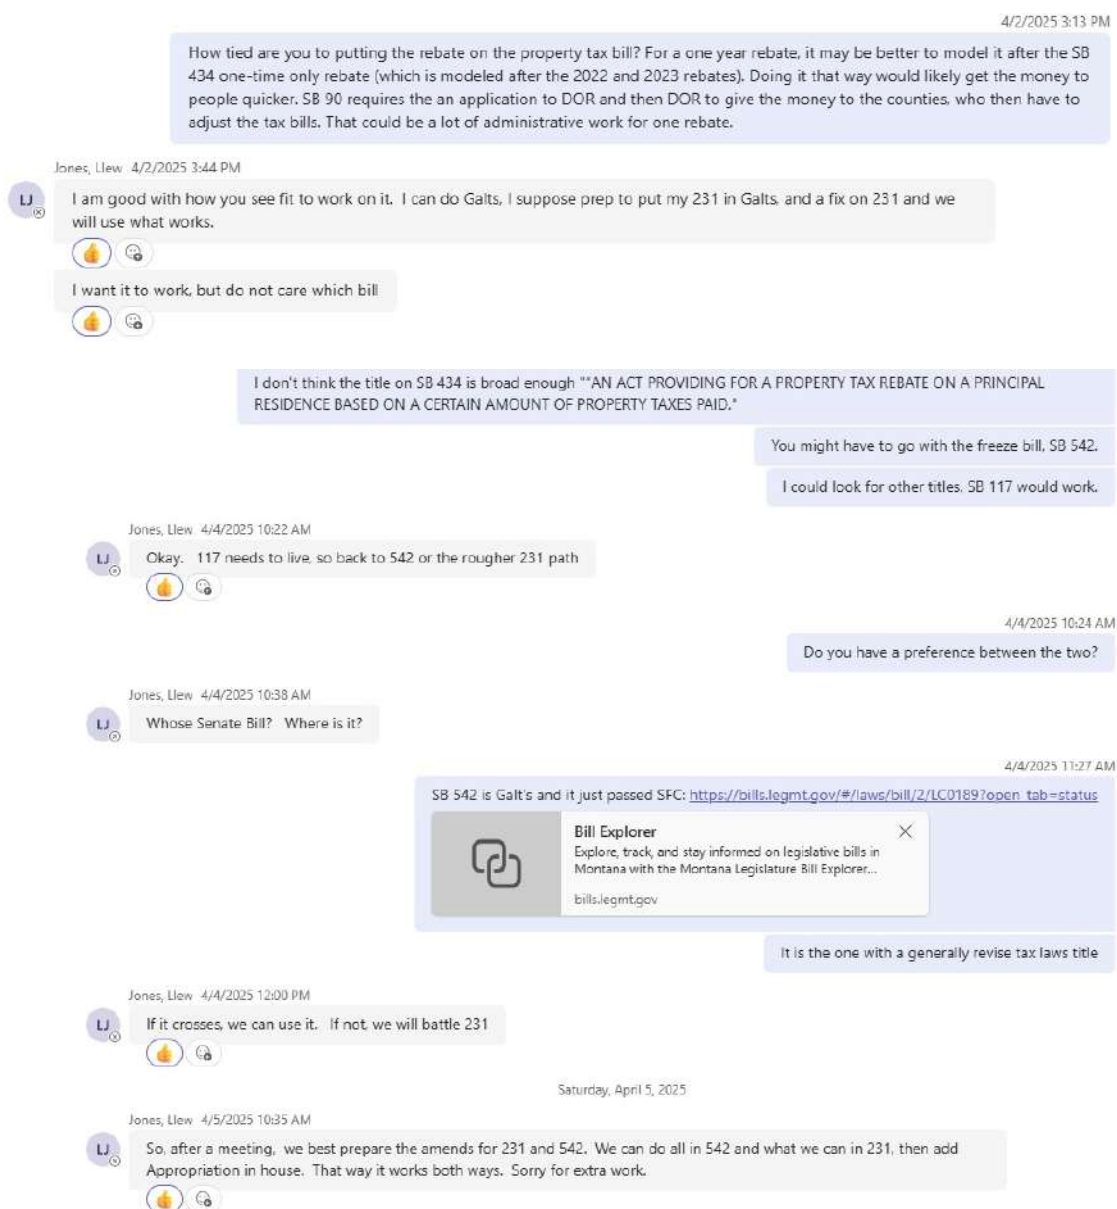 4/2/2025 3:13 PM
How tied are you to putting the rebate on the property tax bill? For a one year rebate, it may be better to model it after the SB
434 one-time only rebate (which is modeled after the 2022 and 2023 rebates). Doing it that way would likely get the money to
people quicker. SB 90 requires the an application to DOR and then DOR to give the money to the counties, who then have to
adjust the tax bills. That could be a lot of administrative work for one rebate.
Jones, Llew 4/2/2025 3:44 PM
LJ
I am good with how you see fit to work on it. I can do Galts, I suppose prep to put my 231 in Galts, and a fix on 231 and we
will use what works.
I want it to work, but do not care which bill
I don't think the title on SB 434 is broad enough ""AN ACT PROVIDING FOR A PROPERTY TAX REBATE ON A PRINCIPAL
RESIDENCE BASED ON A CERTAIN AMOUNT OF PROPERTY TAXES PAID."
You might have to go with the freeze bill, SB 542.
I could look for other titles. SB 117 would work.
Jones, Llew 4/4/2025 10:22 AM
LJ
Okay. 117 needs to live, so back to 542 or the rougher 231 path
4/4/2025 10:24 AM
Do you have a preference between the two?
Jones, Llew 4/4/2025 10:38 AM
LJ
Whose Senate Bill? Where is it?
4/4/2025 11:27 AM
SB 542 is Galt's and it just passed SFC: https://bills.legmt.gov/#/laws/bill/2/LC0189?open_tab=status
Bill Explorer
Explore, track, and stay informed on legislative bills in
Montana with the Montana Legislature Bill Explorer...
bills.legmt.gov
It is the one with a generally revise tax laws title
Jones, Llew 4/4/2025 12:00 PM
LJ
If it crosses, we can use it. If not, we will battle 231
Saturday, April 5, 2025
Jones, Llew 4/5/2025 10:35 AM
LJ
So, after a meeting, we best prepare the amends for 231 and 542. We can do all in 542 and what we can in 231, then add
Appropriation in house. That way it works both ways. Sorry for extra work.